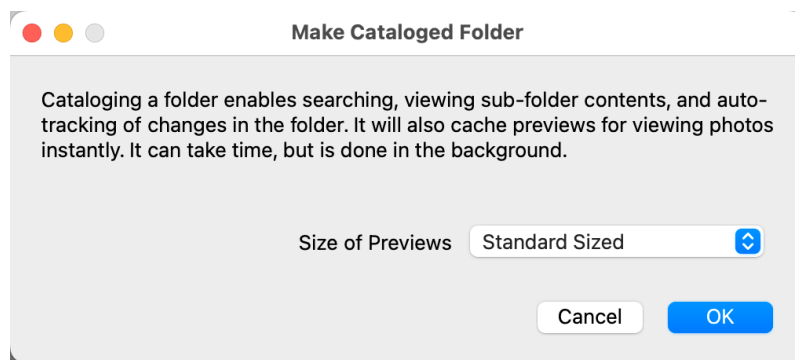 Make Cataloged Folder
Cataloging a folder enables searching, viewing sub-folder contents, and auto-
tracking of changes in the folder. It will also cache previews for viewing photos
instantly. It can take time, but is done in the background.
Size of Previews Standard Sized
Cancel OK